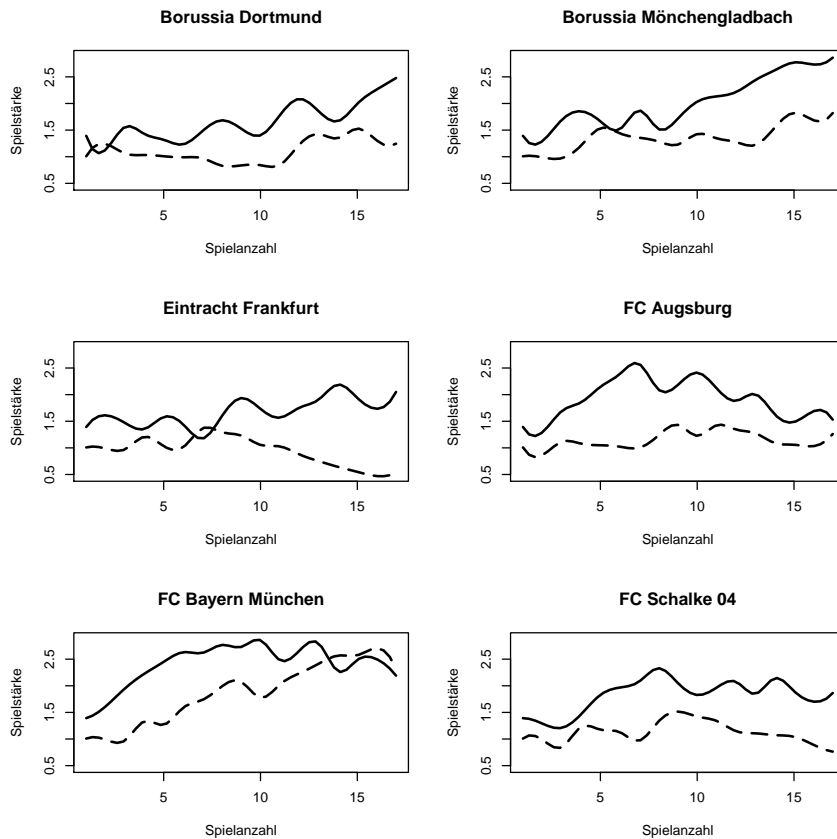 Borussia Dortmund
Spielstärke
2.5
1.5
0.5
5 10 15
Spielanzahl
Borussia Mönchengladbach
Spielstärke
2.5
1.5
0.5
5 10 15
Spielanzahl
Eintracht Frankfurt
Spielstärke
2.5
1.5
0.5
5 10 15
Spielanzahl
FC Augsburg
Spielstärke
2.5
1.5
0.5
5 10 15
Spielanzahl
FC Bayern München
Spielstärke
2.5
1.5
0.5
5 10 15
Spielanzahl
FC Schalke 04
Spielstärke
2.5
1.5
0.5
5 10 15
Spielanzahl